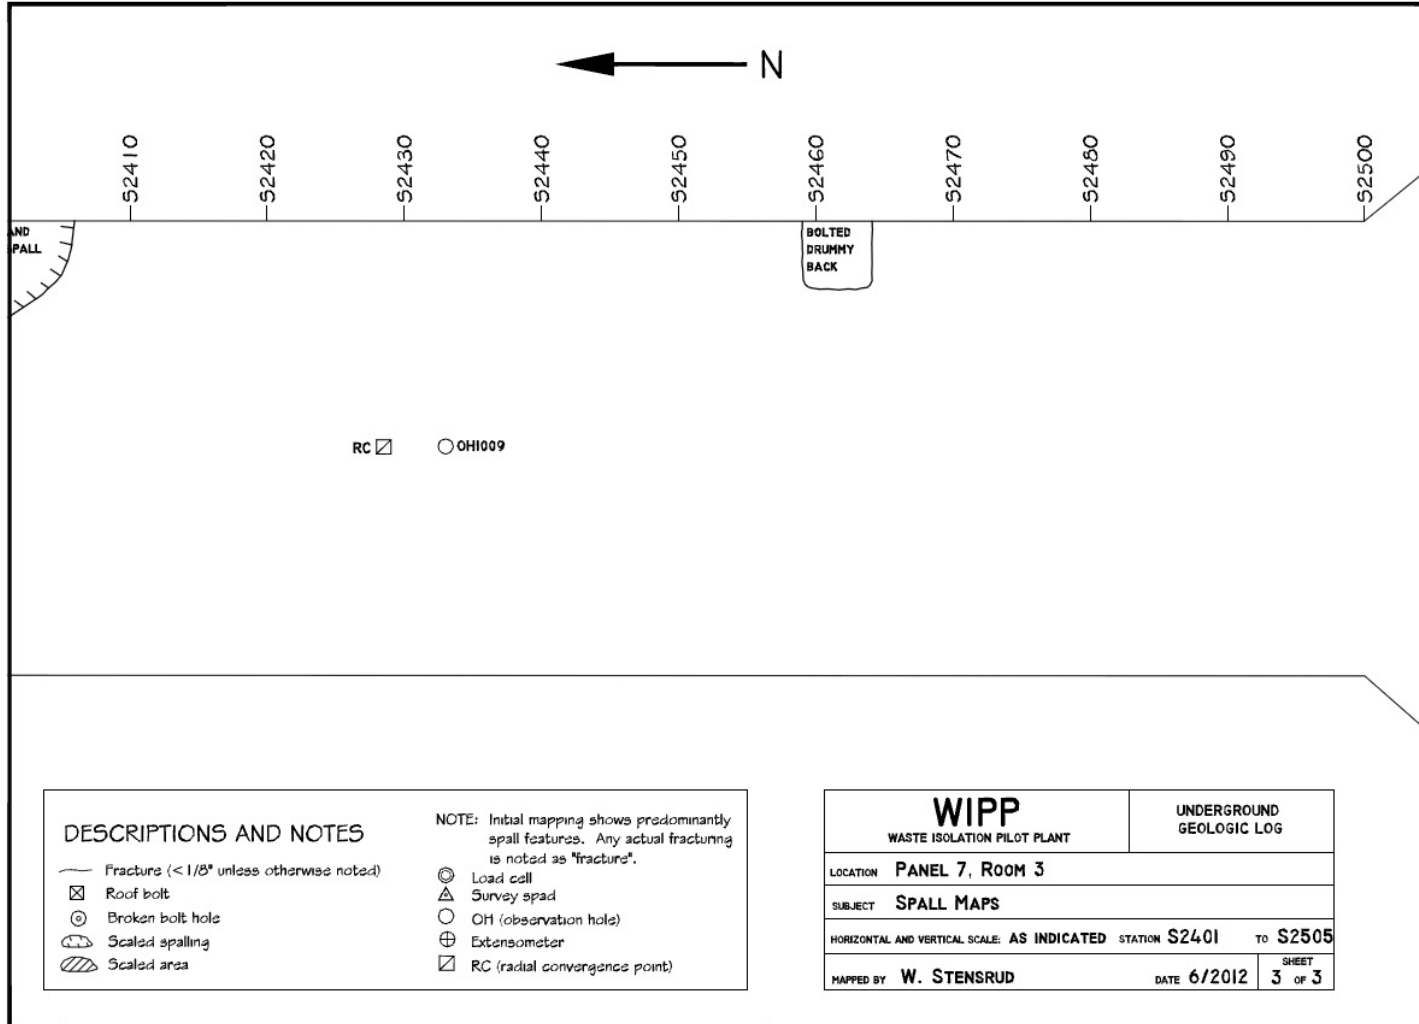 N
S2410
S2420
S2430
S2440
S2450
S2460
S2470
S2480
S2490
S2500
AND
SPALL
BOLTED
DRUMMY
BACK
RC
OH1009
DESCRIPTIONS AND NOTES
Fracture (< 1/8" unless otherwise noted)
Roof bolt
Broken bolt hole
Scaled spalling
Scaled area
NOTE: Initial mapping shows predominantly
spall features. Any actual fracturing
is noted as "fracture".
Load cell
Survey spad
OH (observation hole)
Extensometer
RC (radial convergence point)
WIPP
WASTE ISOLATION PILOT PLANT
UNDERGROUND
GEOLOGIC LOG
LOCATION PANEL 7, ROOM 3
SUBJECT SPALL MAPS
HORIZONTAL AND VERTICAL SCALE: AS INDICATED STATION S2401 TO S2505
MAPPED BY W. STENSRUD DATE 6/2012
SHEET
3 OF 3